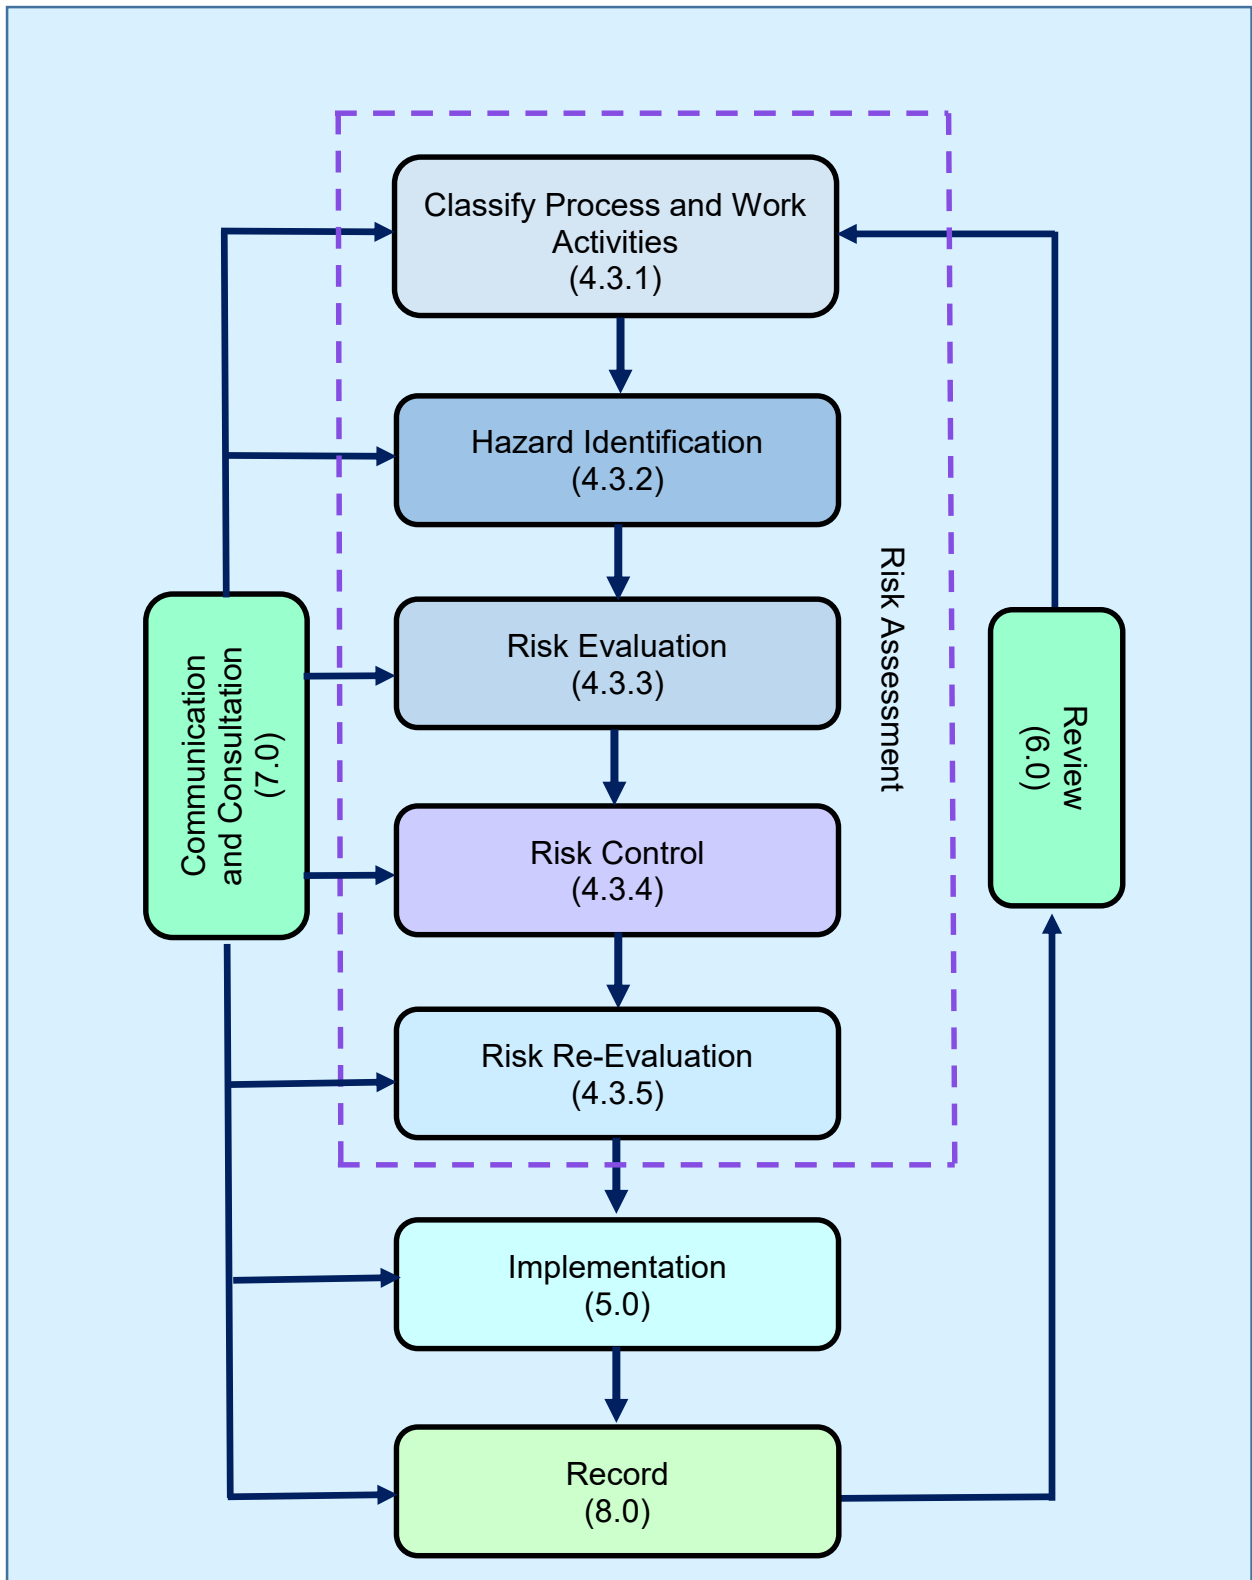 Classify Process and Work
Activities
(4.3.1)
Hazard Identification
(4.3.2)
Risk Evaluation
(4.3.3)
Risk Control
(4.3.4)
Risk Re-Evaluation
(4.3.5)
Risk Assessment
Implementation
(5.0)
Record
(8.0)
Communication
and Consultation
(7.0)
Review
(6.0)